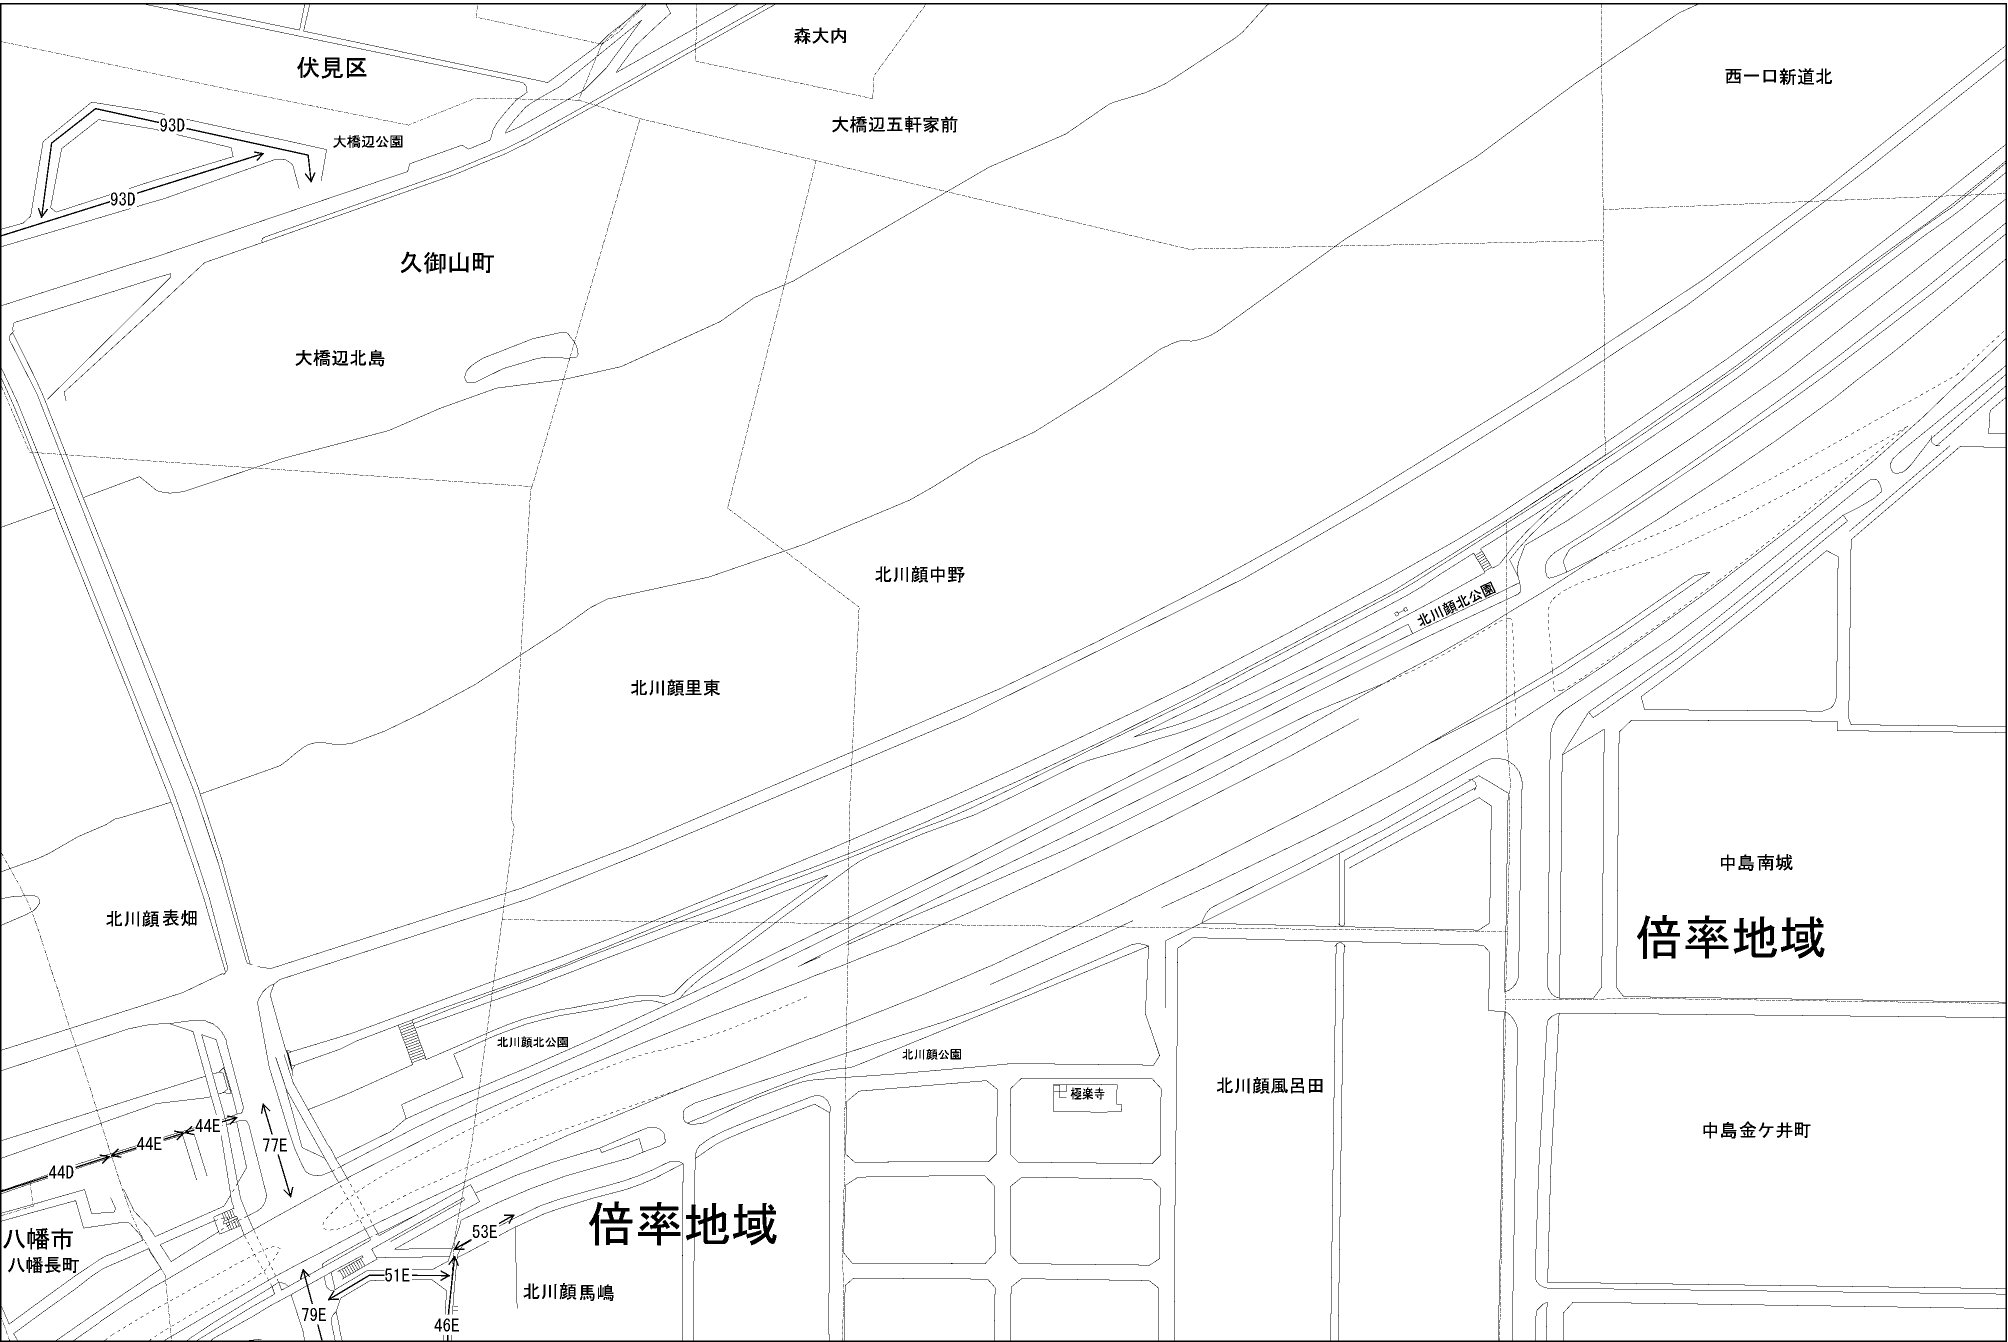 森大内
伏見区
西一口新道北
93D
大橋辺五軒家前
大橋辺公園
93D
久御山町
大橋辺北島
北川顔中野
北川顔北公園
北川顔里東
中島南城
北川顔表畑
倍率地域
北川顔北公園
北川顔公園
北川顔風呂田
極楽寺
44E
中島金ケ井町
44E
77E
44D
倍率地域
53E
八幡市
八幡長町
51E
北川顔馬嶋
79E
46E